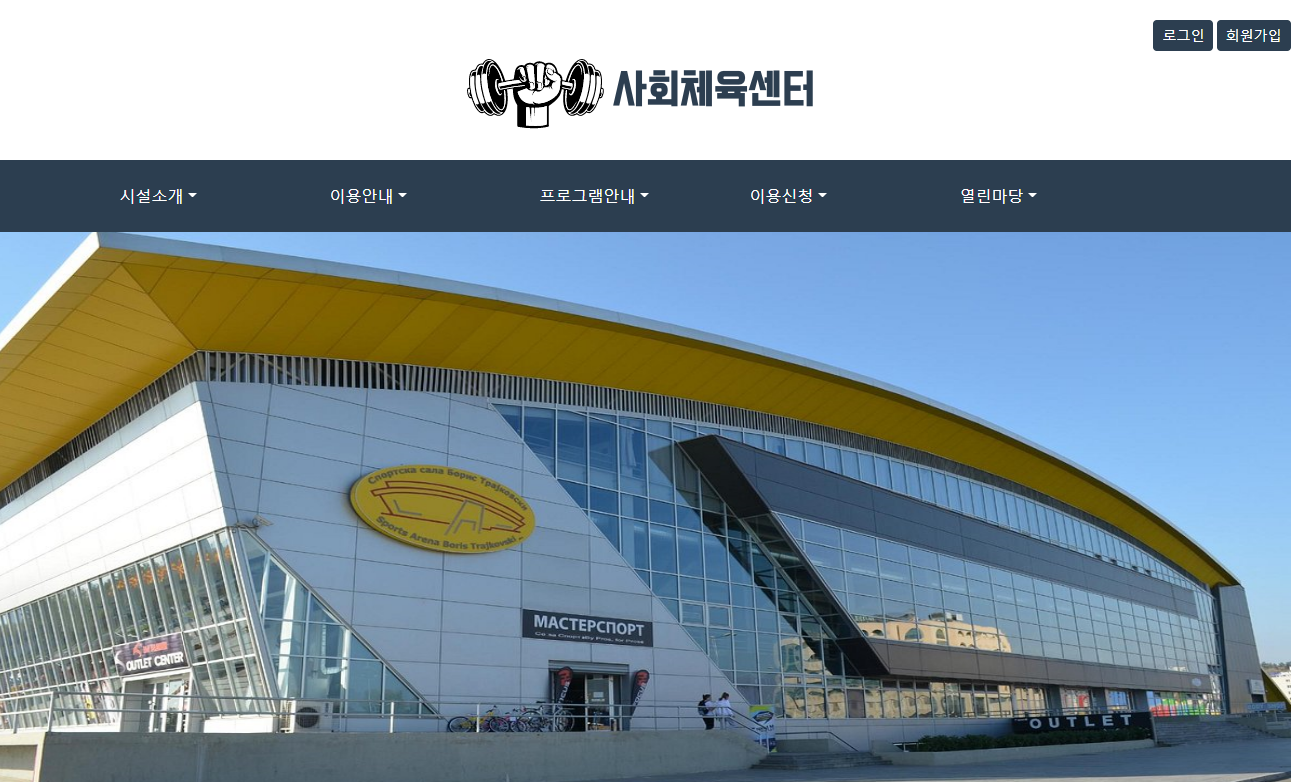 로그인 회원가입
사회체육센터
시설소개 이용안내 프로그램안내 이용신청 열린마당
Спортска сала Борис Трајковски
Sports Arena Boris Trajkovski
МАСТЕРСПОРТ
OUTLET CENTER
OUTLET